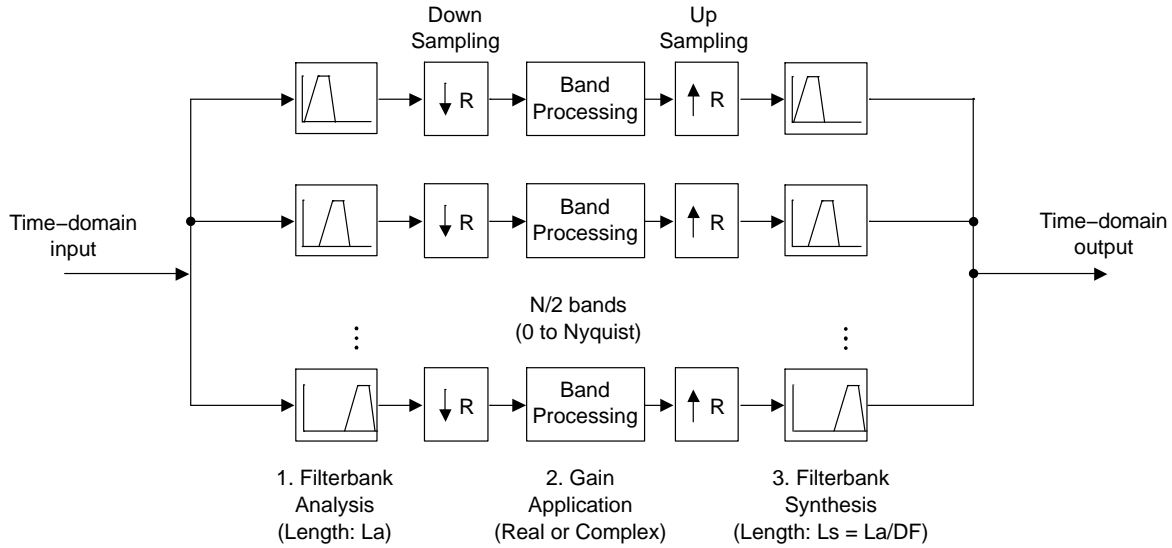 Down
Sampling
Up
Sampling
R
Band
Processing
R
Time−domain
input
R
Band
Processing
R
Time−domain
output
N/2 bands
(0 to Nyquist)
R
Band
Processing
R
1. Filterbank
Analysis
(Length: La)
2. Gain
Application
(Real or Complex)
3. Filterbank
Synthesis
(Length: Ls = La/DF)